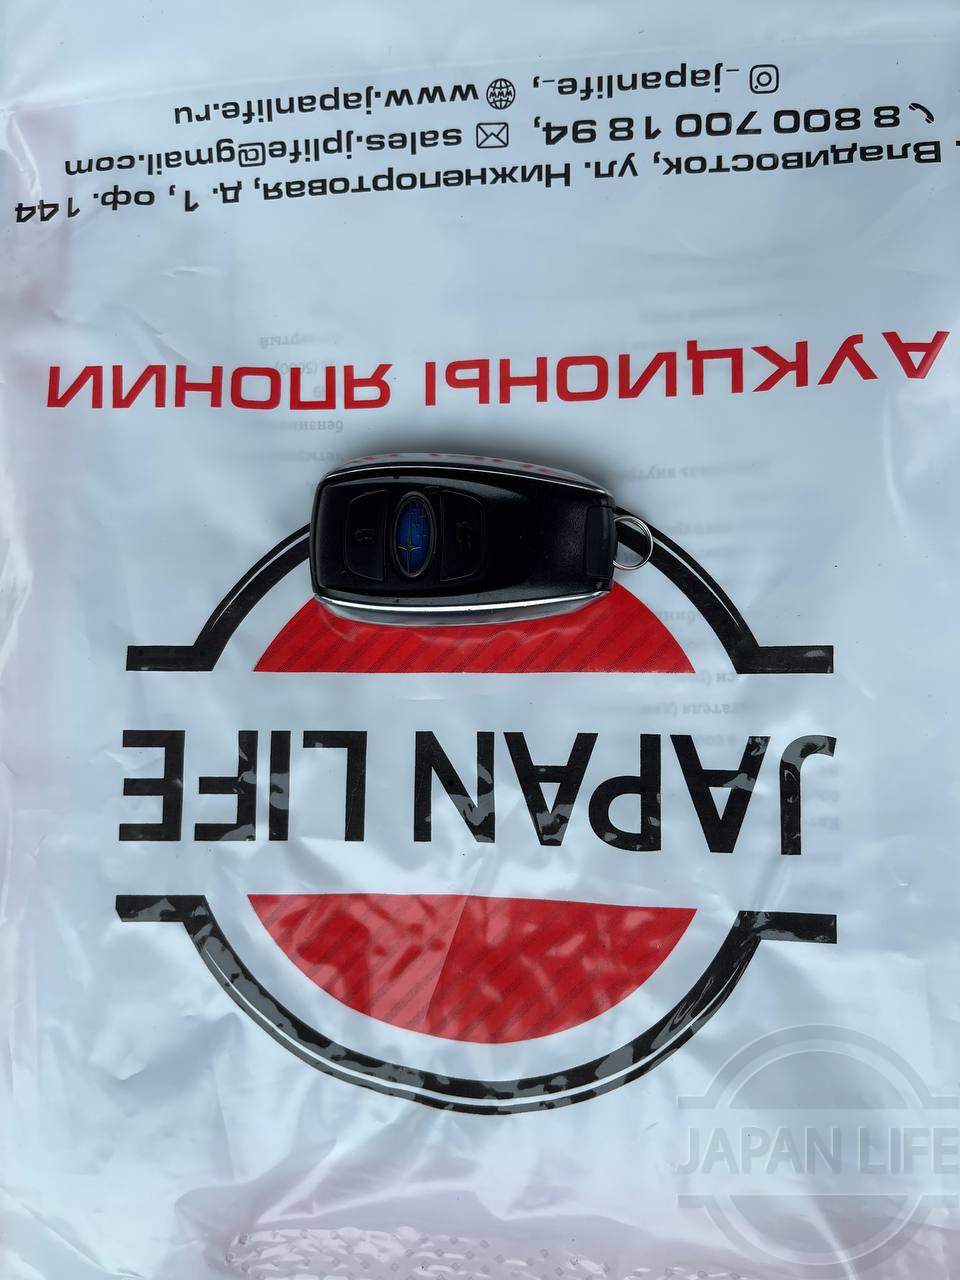 JAPAN LIFE
АУКЦИОНЫ ЯПОНИИ
Владивосток, ул. Нижнепортовая, д. 1, оф. 144
8 800 700 18 94, sales.jplife@gmail.com
_japanlife_, www.japanlife.ru
JAPAN LIFE